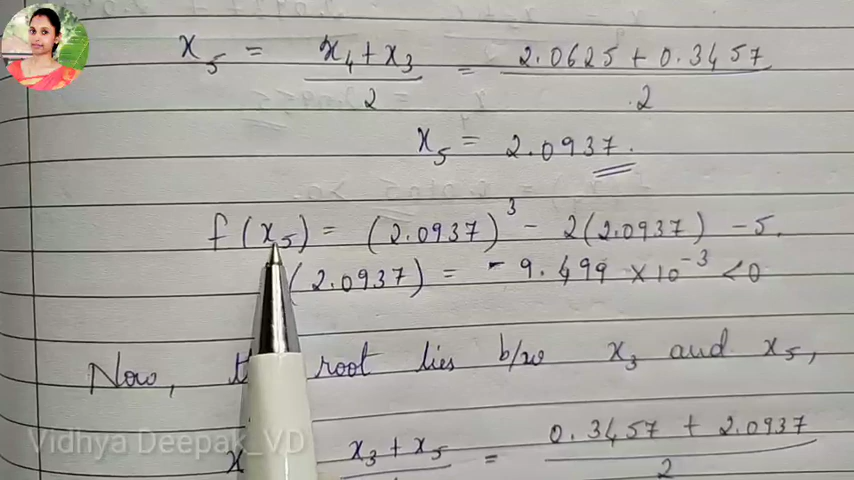 x₅ = x₄ + x₃ / 2 = 2.0625 + 0.3457 / 2
x₅ = 2.0937.
f(x₅) = (2.0937)³ - 2(2.0937) - 5.
(2.0937) = - 9.499 × 10⁻³ < 0
Now, root lies b/w x₃ and x₅,
x x₃ + x₅ = 0.3457 + 2.0937 / 2
Vidhya Deepak_VD